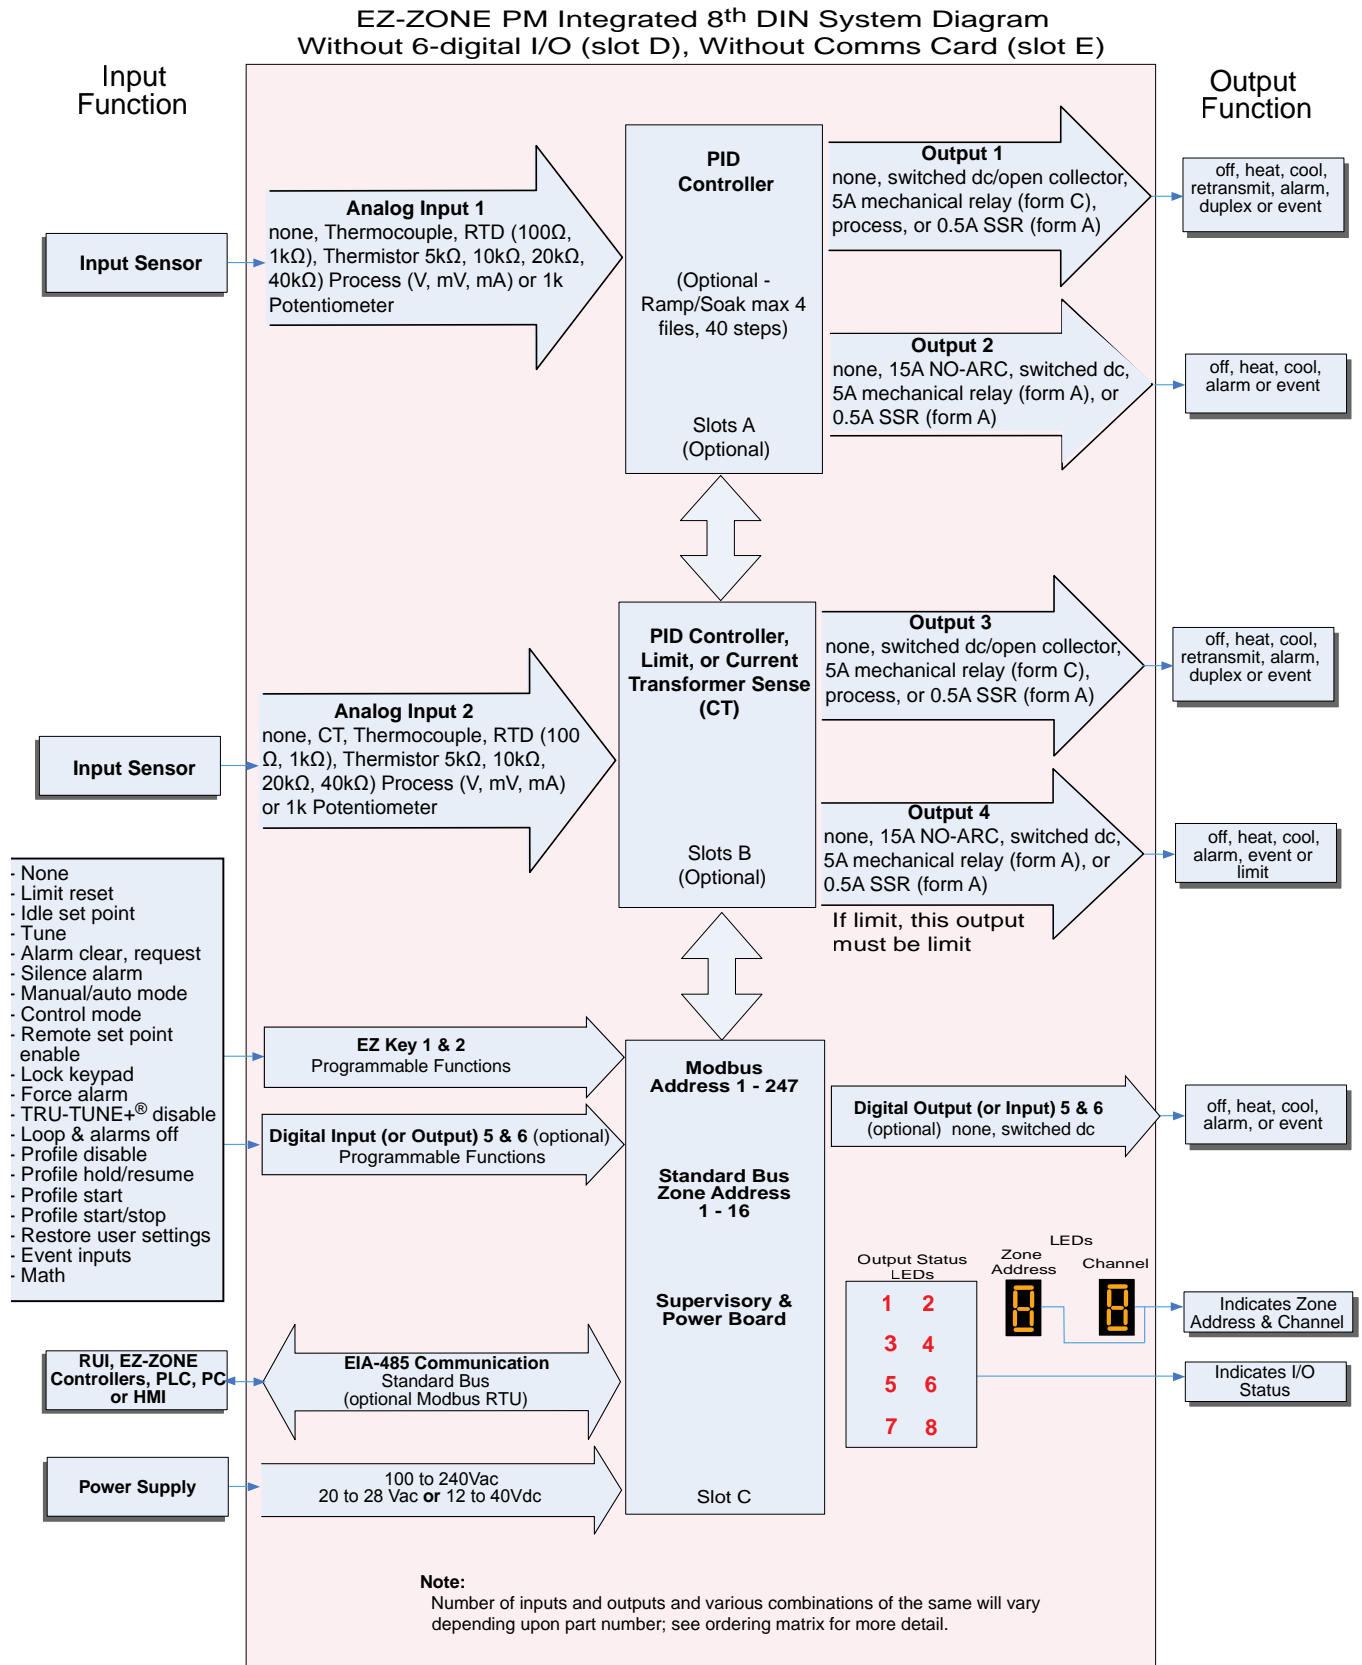 EZ-ZONE PM Integrated 8th DIN System Diagram
Without 6-digital I/O (slot D), Without Comms Card (slot E)
Input
Function
Output
Function
Input Sensor
Analog Input 1
none, Thermocouple, RTD (100Ω,
1kΩ), Thermistor 5kΩ, 10kΩ, 20kΩ,
40kΩ) Process (V, mV, mA) or 1k
Potentiometer
PID
Controller
(Optional -
Ramp/Soak max 4
files, 40 steps)
Slots A
(Optional)
Output 1
none, switched dc/open collector,
5A mechanical relay (form C),
process, or 0.5A SSR (form A)
off, heat, cool,
retransmit, alarm,
duplex or event
Output 2
none, 15A NO-ARC, switched dc,
5A mechanical relay (form A), or
0.5A SSR (form A)
off, heat, cool,
alarm or event
Input Sensor
Analog Input 2
none, CT, Thermocouple, RTD (100
Ω, 1kΩ), Thermistor 5kΩ, 10kΩ,
20kΩ, 40kΩ) Process (V, mV, mA)
or 1k Potentiometer
PID Controller,
Limit, or Current
Transformer Sense
(CT)
Slots B
(Optional)
Output 3
none, switched dc/open collector,
5A mechanical relay (form C),
process, or 0.5A SSR (form A)
off, heat, cool,
retransmit, alarm,
duplex or event
Output 4
none, 15A NO-ARC, switched dc,
5A mechanical relay (form A), or
0.5A SSR (form A)
If limit, this output
must be limit
off, heat, cool,
alarm, event or
limit
- None
- Limit reset
- Idle set point
- Tune
- Alarm clear, request
- Silence alarm
- Manual/auto mode
- Control mode
- Remote set point
enable
- Lock keypad
- Force alarm
- TRU-TUNE+® disable
- Loop & alarms off
- Profile disable
- Profile hold/resume
- Profile start
- Profile start/stop
- Restore user settings
- Event inputs
- Math
EZ Key 1 & 2
Programmable Functions
Digital Input (or Output) 5 & 6 (optional)
Programmable Functions
Modbus
Address 1 - 247
Standard Bus
Zone Address
1 - 16
Supervisory &
Power Board
Slot C
Digital Output (or Input) 5 & 6
(optional) none, switched dc
off, heat, cool,
alarm, or event
Output Status
LEDs
1 2
3 4
5 6
7 8
LEDs
Zone
Address
Channel
8 8
Indicates Zone
Address & Channel
Indicates I/O
Status
RUI, EZ-ZONE
Controllers, PLC, PC
or HMI
EIA-485 Communication
Standard Bus
(optional Modbus RTU)
Power Supply
100 to 240Vac
20 to 28 Vac or 12 to 40Vdc
Note:
Number of inputs and outputs and various combinations of the same will vary
depending upon part number; see ordering matrix for more detail.